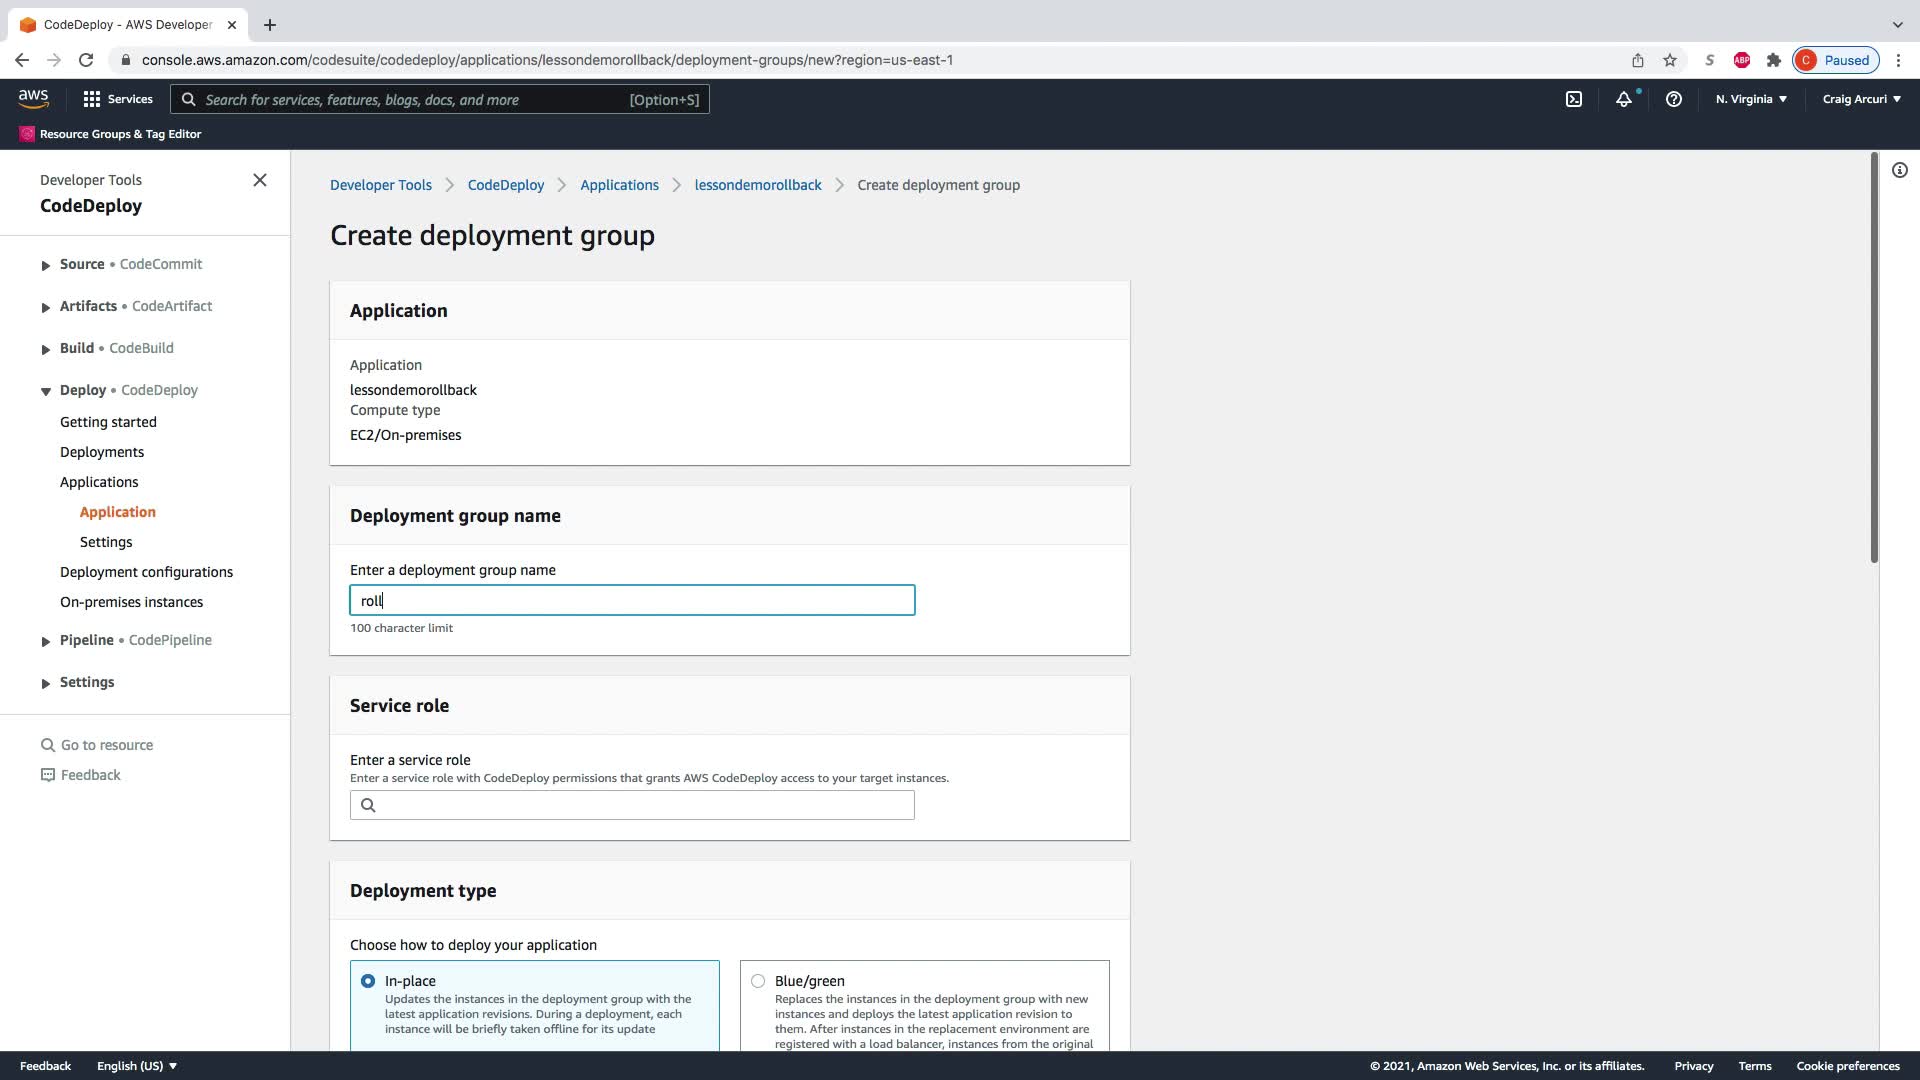 CodeDeploy - AWS Developer
console.aws.amazon.com/codesuite/codedeploy/applications/lessondemorollback/deployment-groups/new?region=us-east-1
S
ABP
C Paused
aws
Services
Search for services, features, blogs, docs, and more [Option+S]
N. Virginia
Craig Arcuri
Resource Groups & Tag Editor
Developer Tools
CodeDeploy
Source • CodeCommit
Artifacts • CodeArtifact
Build • CodeBuild
Deploy • CodeDeploy
Getting started
Deployments
Applications
Application
Settings
Deployment configurations
On-premises instances
Pipeline • CodePipeline
Settings
Go to resource
Feedback
Developer Tools
CodeDeploy
Applications
lessondemorollback
Create deployment group
Create deployment group
Application
Application
lessondemorollback
Compute type
EC2/On-premises
Deployment group name
Enter a deployment group name
roll
100 character limit
Service role
Enter a service role
Enter a service role with CodeDeploy permissions that grants AWS CodeDeploy access to your target instances.
Deployment type
Choose how to deploy your application
In-place
Updates the instances in the deployment group with the
latest application revisions. During a deployment, each
instance will be briefly taken offline for its update
Blue/green
Replaces the instances in the deployment group with new
instances and deploys the latest application revision to
them. After instances in the replacement environment are
registered with a load balancer, instances from the original
Feedback
English (US)
© 2021, Amazon Web Services, Inc. or its affiliates.
Privacy
Terms
Cookie preferences